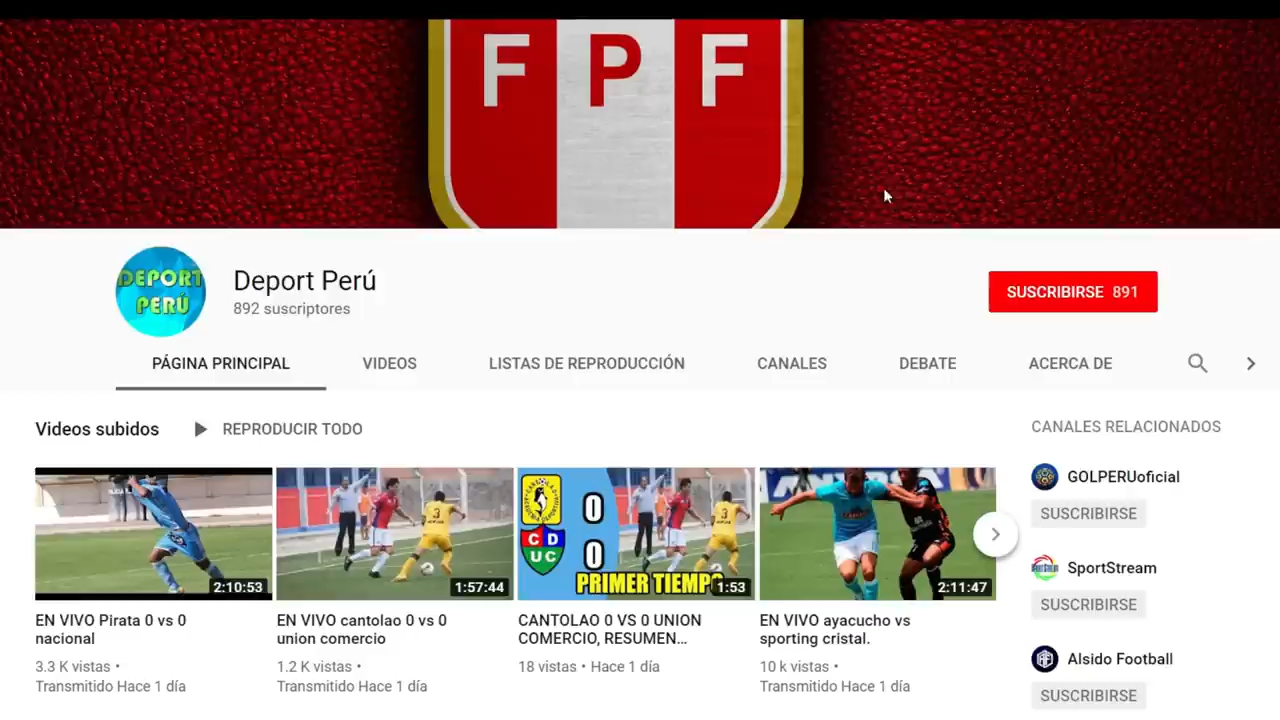 F P F
DEPORT
PERÚ
Deport Perú
892 suscriptores
SUSCRIBIRSE 891
PÁGINA PRINCIPAL
VIDEOS
LISTAS DE REPRODUCCIÓN
CANALES
DEBATE
ACERCA DE
Videos subidos
REPRODUCIR TODO
2:10:53
EN VIVO Pirata 0 vs 0
nacional
3.3 K vistas •
Transmitido Hace 1 día
1:57:44
EN VIVO cantolao 0 vs 0
union comercio
1.2 K vistas •
Transmitido Hace 1 día
0
0
C D
U C
PRIMER TIEMPO
1:53
CANTOLAO 0 VS 0 UNION
COMERCIO, RESUMEN...
18 vistas • Hace 1 día
2:11:47
EN VIVO ayacucho vs
sporting cristal.
10 k vistas •
Transmitido Hace 1 día
CANALES RELACIONADOS
GOLPERUoficial
SUSCRIBIRSE
SportStream
SUSCRIBIRSE
Alsido Football
SUSCRIBIRSE